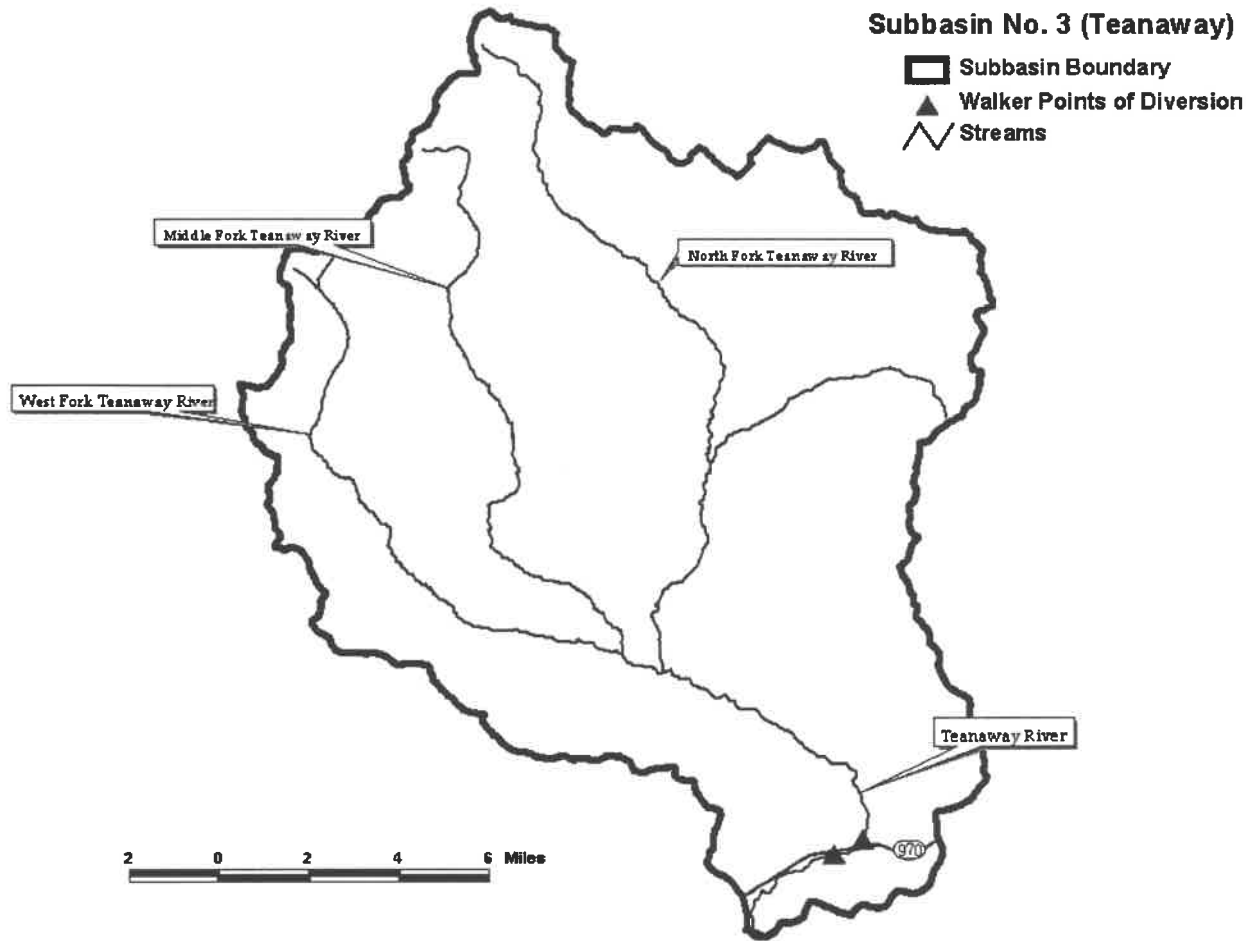 Subbasin No. 3 (Teanaway)
Subbasin Boundary
Walker Points of Diversion
Streams
Middle Fork Teanaway River
North Fork Teanaway River
West Fork Teanaway River
Teanaway River
970
2 0 2 4 6 Miles